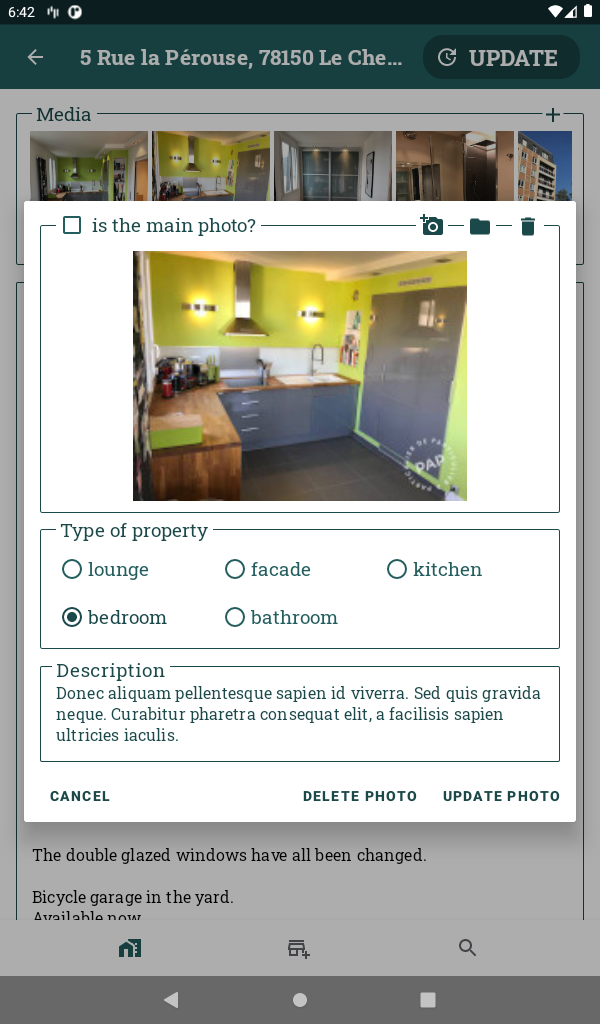 6:42
5 Rue la Pérouse, 78150 Le Che...
UPDATE
Media
is the main photo?
PAD
Type of property
lounge
facade
kitchen
bedroom
bathroom
Description
Donec aliquam pellentesque sapien id viverra. Sed quis gravida
neque. Curabitur pharetra consequat elit, a facilisis sapien
ultricies iaculis.
CANCEL
DELETE PHOTO
UPDATE PHOTO
The double glazed windows have all been changed.
Bicycle garage in the yard.
Available now